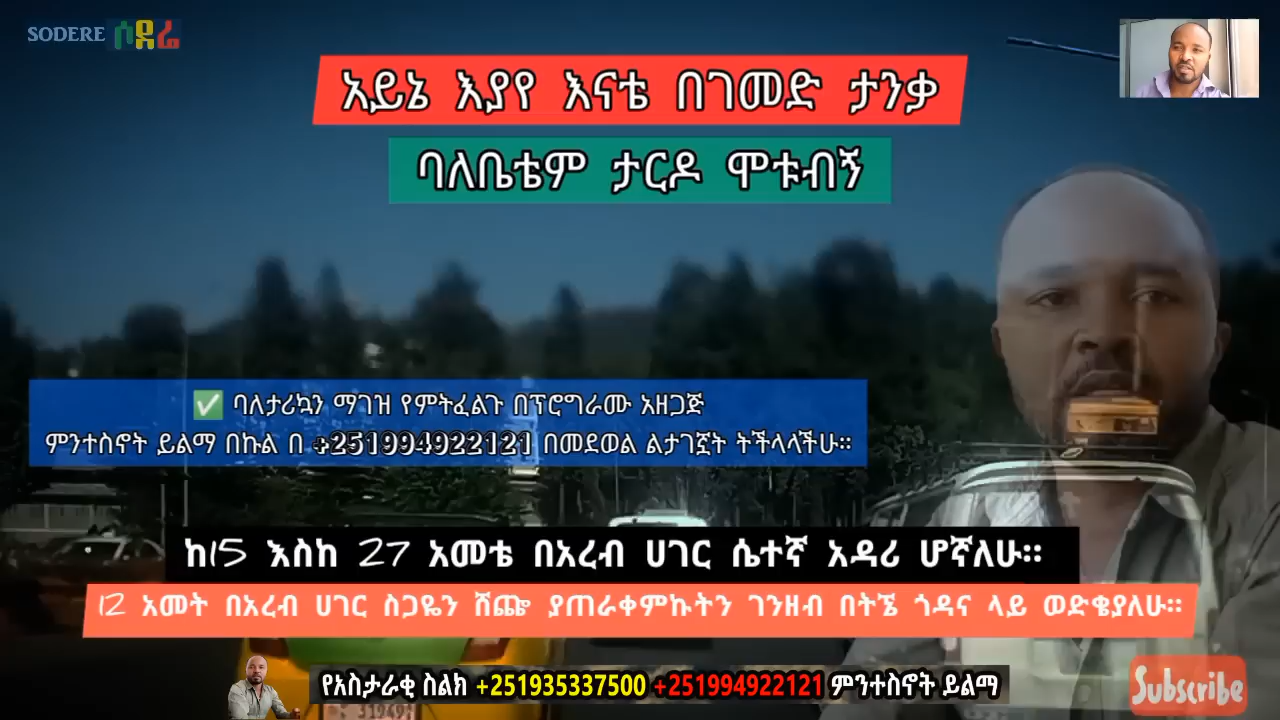 SODERE ሶደሬ
አይኔ እያየ እናቴ በገመድ ታንቃ
ባለቤቴም ታርዶ ሞቱብኝ
✅ ባለታሪኳን ማገዝ የምትፈልጉ በፕሮግራሙ አዘጋጅ
ምንተስኖት ይልማ በኩል በ +251994922121 በመደወል ልታገኟት ትችላላችሁ።
ከ15 እስከ 27 አመቴ በአረብ ሀገር ሴተኛ አዳሪ ሆኛለሁ።
12 አመት በአረብ ሀገር ስጋዬን ሸጬ ያጠራቀምኩትን ገንዘብ በትኜ ጎዳና ላይ ወድቄያለሁ።
የአስታራቂ ስልክ +251935337500 +251994922121 ምንተስኖት ይልማ
Subscribe